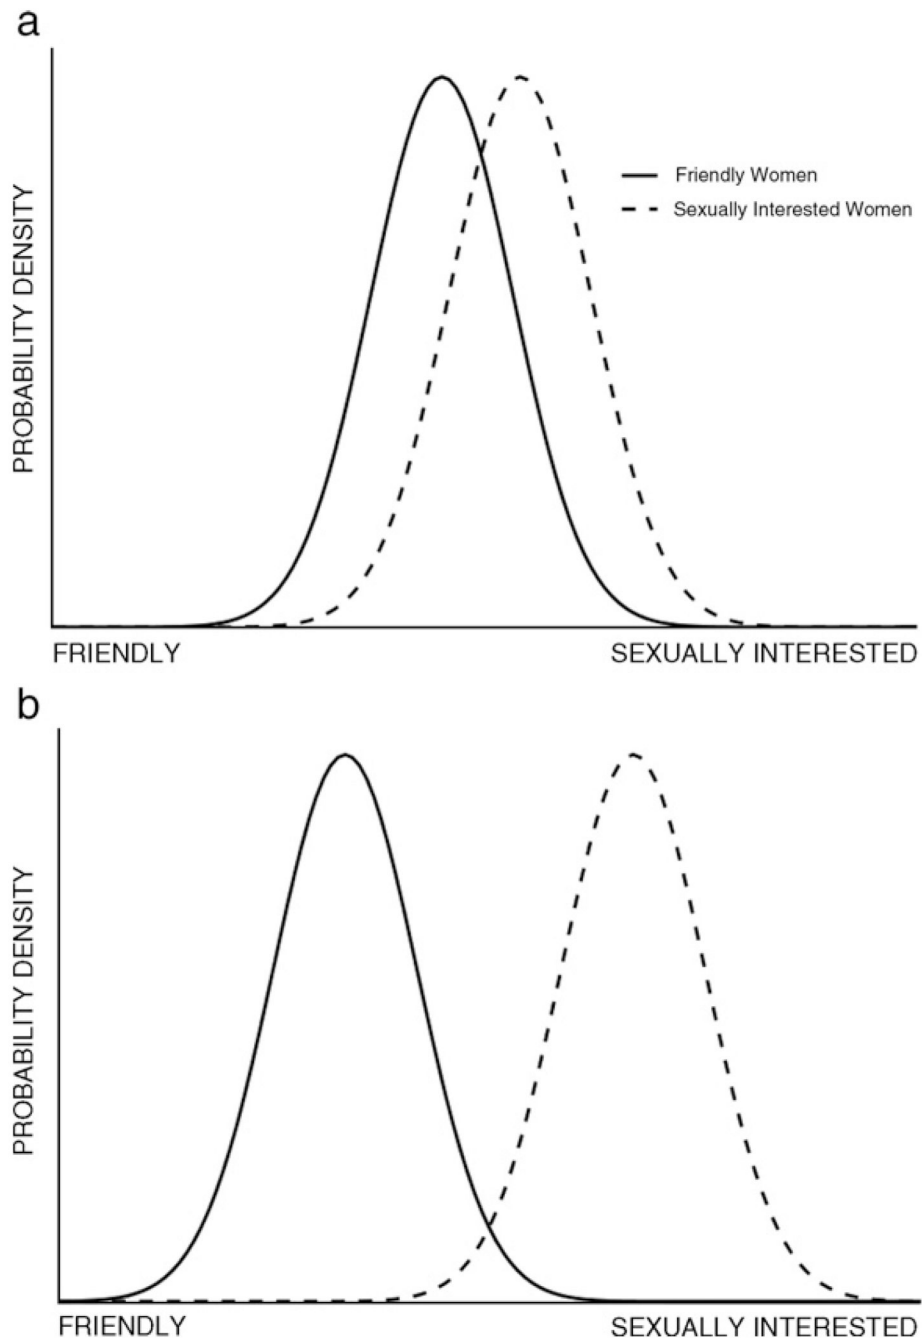 a
PROBABILITY DENSITY
Friendly Women
Sexually Interested Women
FRIENDLY
SEXUALLY INTERESTED
b
PROBABILITY DENSITY
FRIENDLY
SEXUALLY INTERESTED